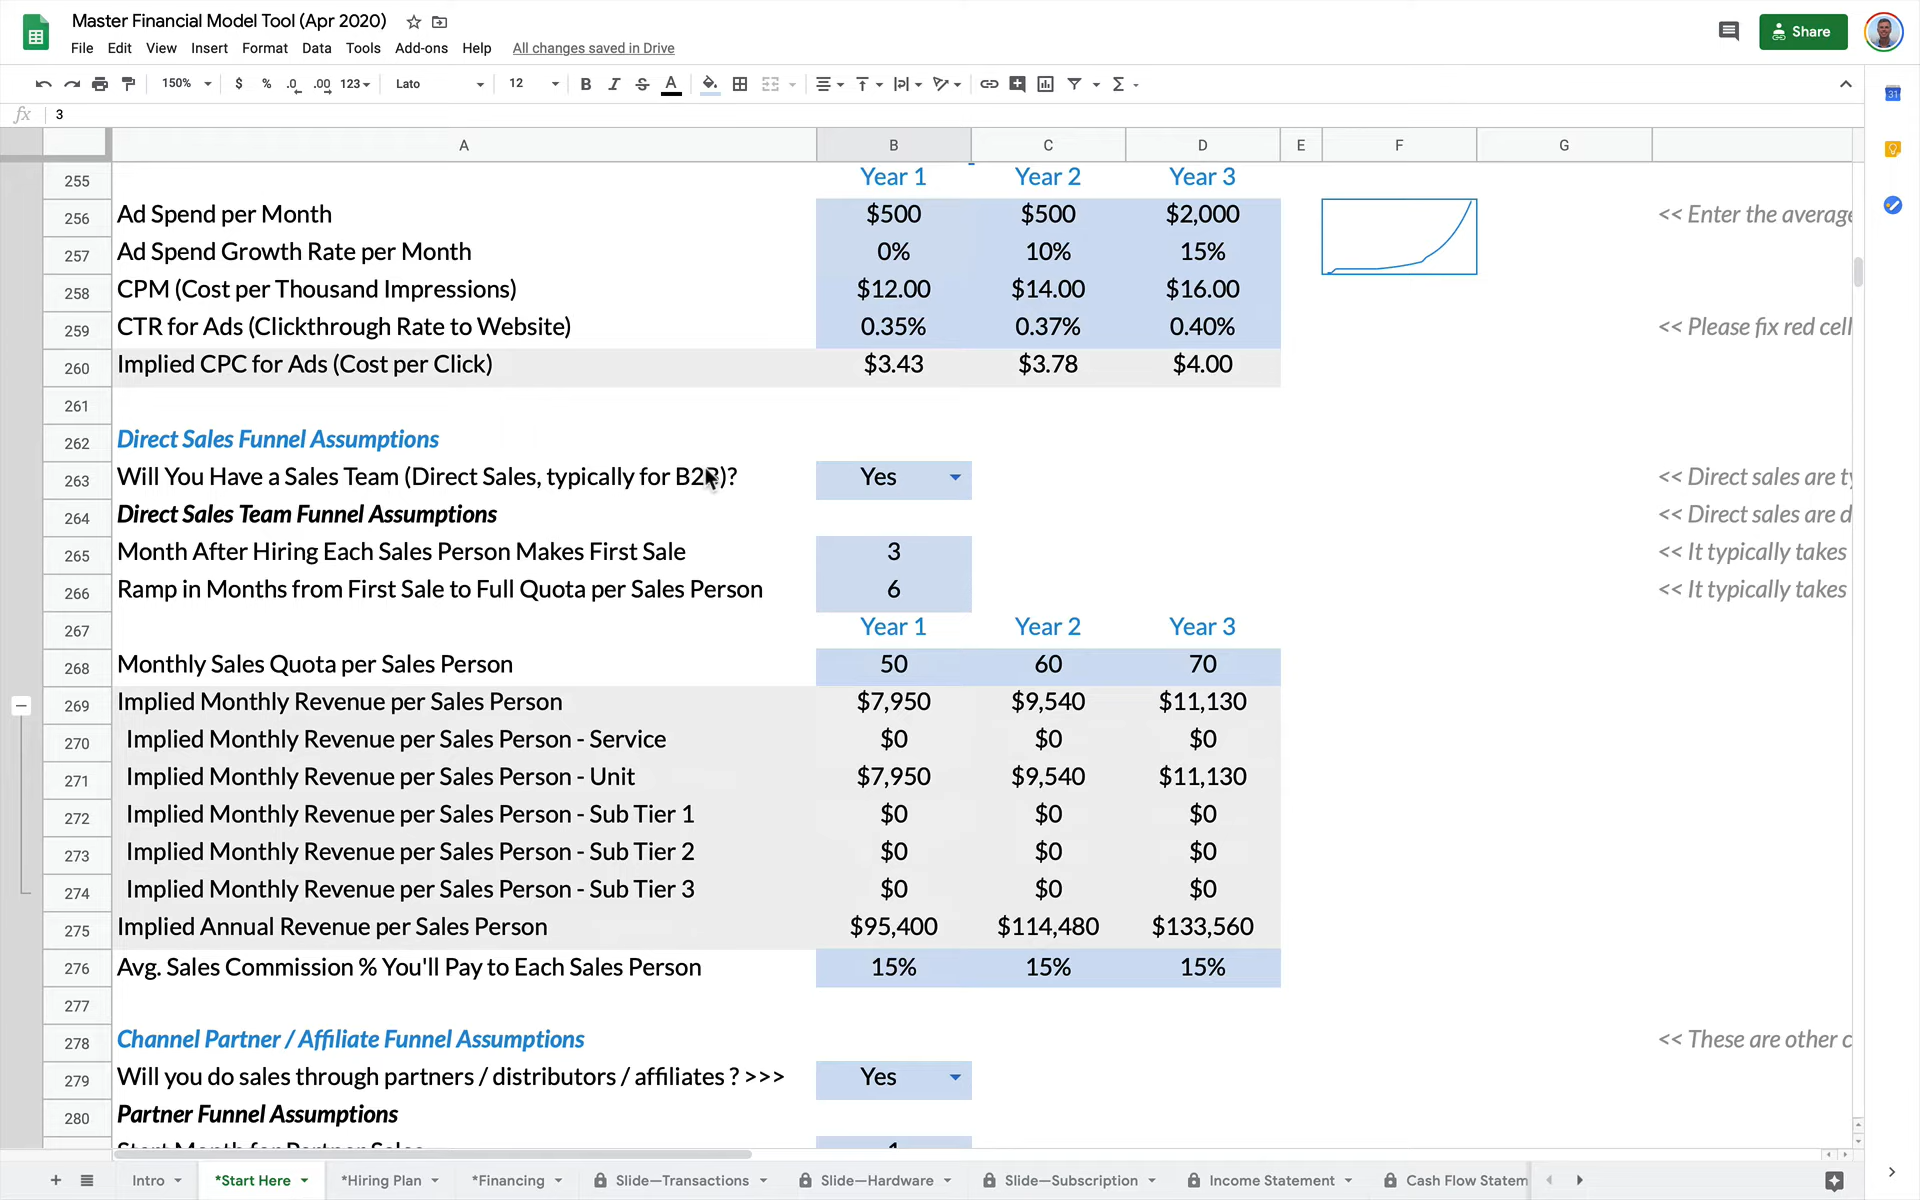 Master Financial Model Tool (Apr 2020)
File Edit View Insert Format Data Tools Add-ons Help All changes saved in Drive
Share
150% $ % .0 .00 123 Lato 12 B I S A
fx 3
A B C D E F G
255 Year 1 Year 2 Year 3
256 Ad Spend per Month $500 $500 $2,000 << Enter the average
257 Ad Spend Growth Rate per Month 0% 10% 15%
258 CPM (Cost per Thousand Impressions) $12.00 $14.00 $16.00
259 CTR for Ads (Clickthrough Rate to Website) 0.35% 0.37% 0.40% << Please fix red cell
260 Implied CPC for Ads (Cost per Click) $3.43 $3.78 $4.00
261
262 Direct Sales Funnel Assumptions
263 Will You Have a Sales Team (Direct Sales, typically for B2B)? Yes << Direct sales are ty
264 Direct Sales Team Funnel Assumptions << Direct sales are d
265 Month After Hiring Each Sales Person Makes First Sale 3 << It typically takes
266 Ramp in Months from First Sale to Full Quota per Sales Person 6 << It typically takes
267 Year 1 Year 2 Year 3
268 Monthly Sales Quota per Sales Person 50 60 70
269 Implied Monthly Revenue per Sales Person $7,950 $9,540 $11,130
270 Implied Monthly Revenue per Sales Person - Service $0 $0 $0
271 Implied Monthly Revenue per Sales Person - Unit $7,950 $9,540 $11,130
272 Implied Monthly Revenue per Sales Person - Sub Tier 1 $0 $0 $0
273 Implied Monthly Revenue per Sales Person - Sub Tier 2 $0 $0 $0
274 Implied Monthly Revenue per Sales Person - Sub Tier 3 $0 $0 $0
275 Implied Annual Revenue per Sales Person $95,400 $114,480 $133,560
276 Avg. Sales Commission % You'll Pay to Each Sales Person 15% 15% 15%
277
278 Channel Partner / Affiliate Funnel Assumptions << These are other c
279 Will you do sales through partners / distributors / affiliates ? >>> Yes
280 Partner Funnel Assumptions
Start Month for Partner Sales 1
Intro *Start Here *Hiring Plan *Financing Slide—Transactions Slide—Hardware Slide—Subscription Income Statement Cash Flow Statem